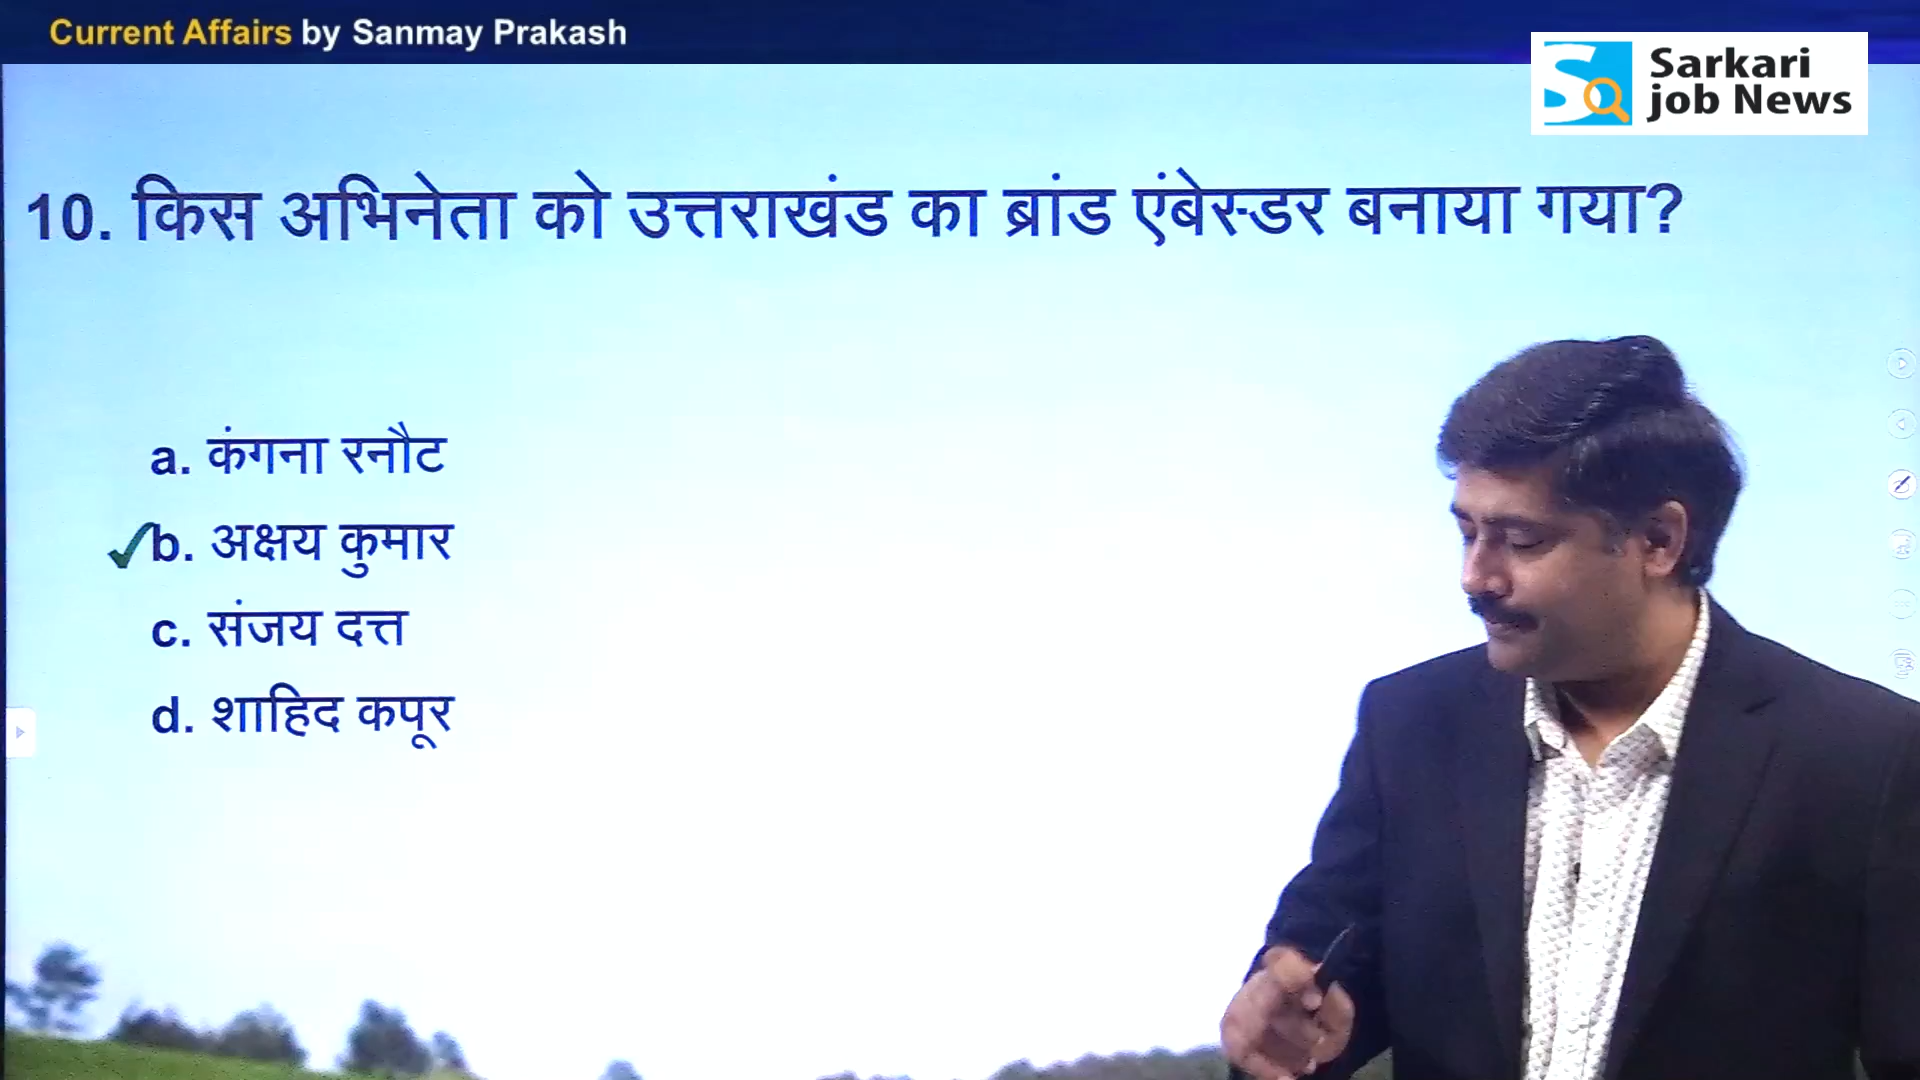 Current Affairs by Sanmay Prakash
Sarkari
job News
10. किस अभिनेता को उत्तराखंड का ब्रांड एंबेस्डर बनाया गया?
a. कंगना रनौट
b. अक्षय कुमार
c. संजय दत्त
d. शाहिद कपूर